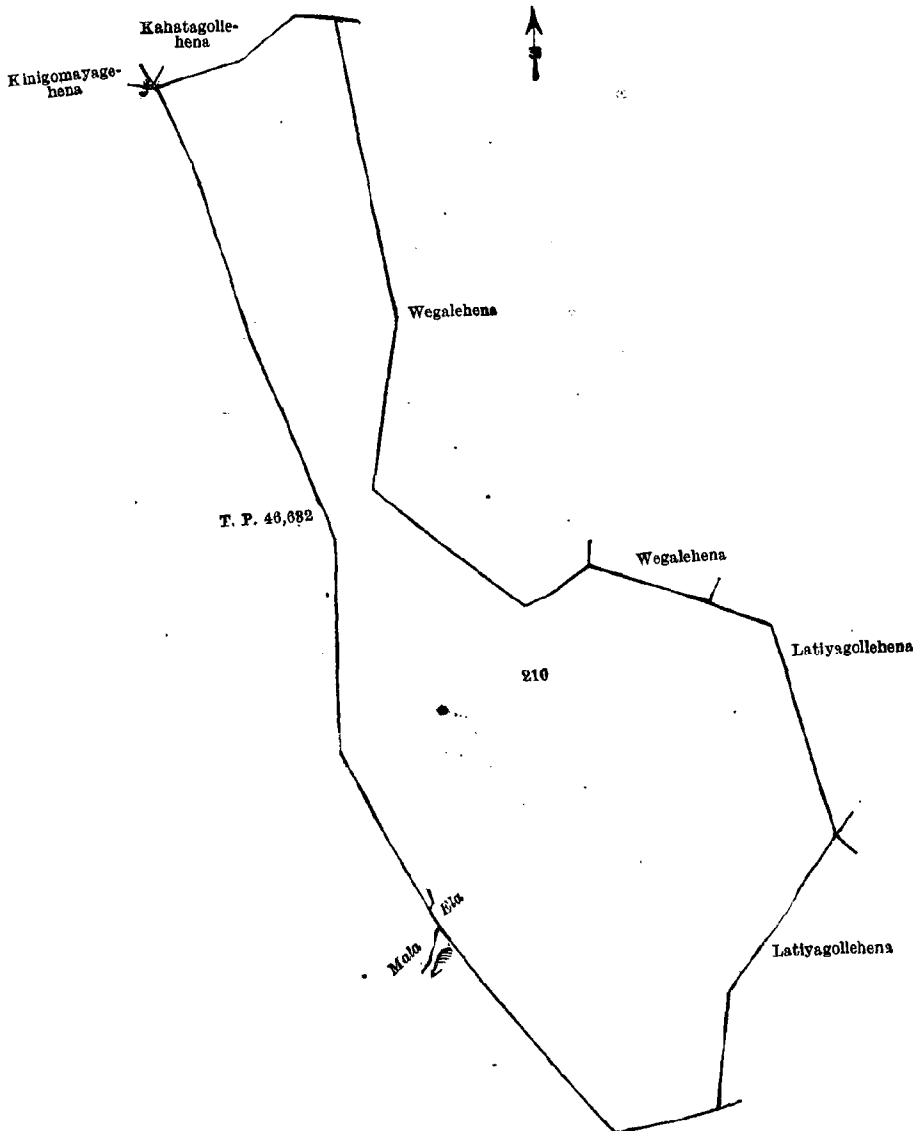 Kahatagolle-
hena
Kinigomayage-
hena
Wegalehena
T. P. 46,682
Wegalehena
Latiyagollehena
210
Ela
Mala
Latiyagollehena